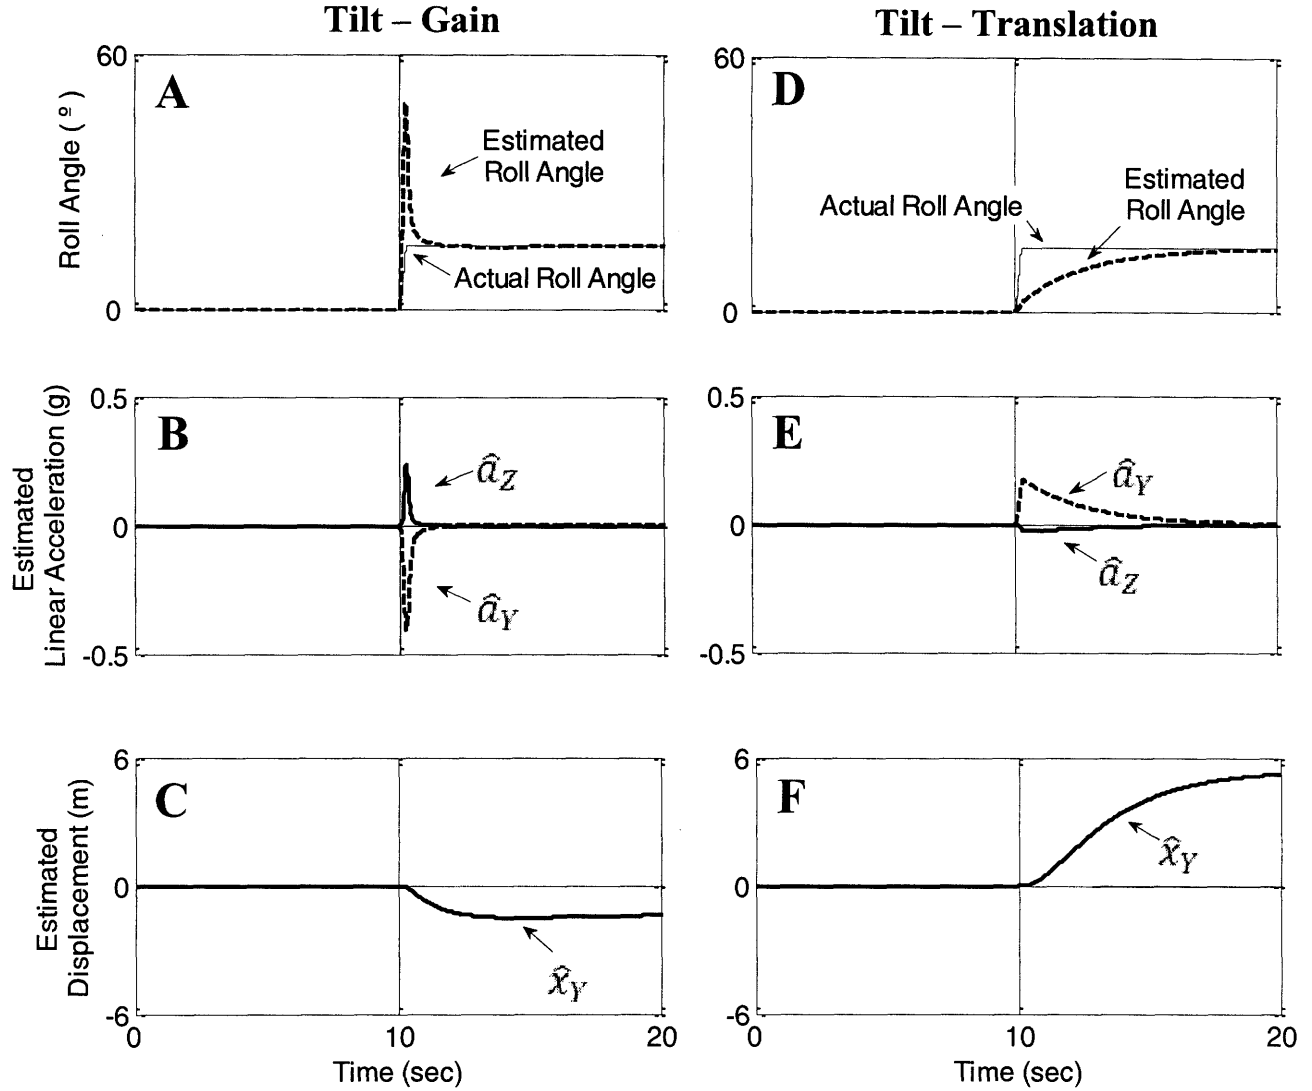 Tilt – Gain
Tilt – Translation
A
60
0
Roll Angle ( º )
Estimated
Roll Angle
Actual Roll Angle
D
60
0
Actual Roll Angle
Estimated
Roll Angle
B
0.5
0
-0.5
Estimated
Linear Acceleration (g)
â_Z
â_Y
E
0.5
0
-0.5
â_Y
â_Z
C
6
0
-6
Estimated
Displacement (m)
x̂_Y
0 10 20
Time (sec)
F
6
0
-6
x̂_Y
0 10 20
Time (sec)